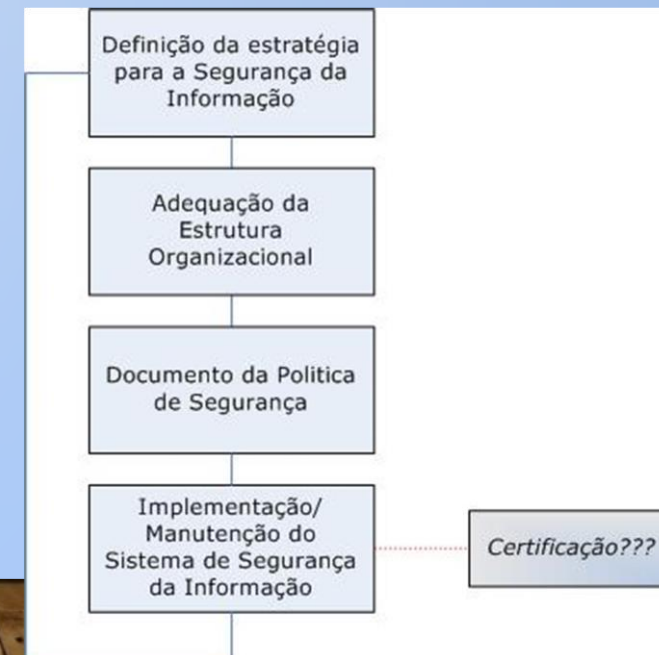 Definição da estratégia
para a Segurança da
Informação
Adequação da
Estrutura
Organizacional
Documento da Politica
de Segurança
Implementação/
Manutenção do
Sistema de Segurança
da Informação
Certificação???